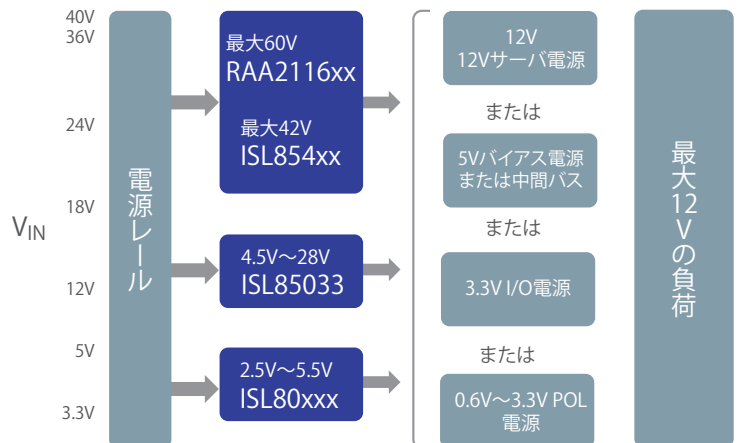 V_IN
40V
36V
24V
18V
12V
5V
3.3V
電源レール
最大60V
RAA2116xx
最大42V
ISL854xx
4.5V～28V
ISL85033
2.5V～5.5V
ISL80xxx
12V
12Vサーバ電源
または
5Vバイアス電源
または中間バス
または
3.3V I/O電源
または
0.6V～3.3V POL
電源
最大12Vの負荷